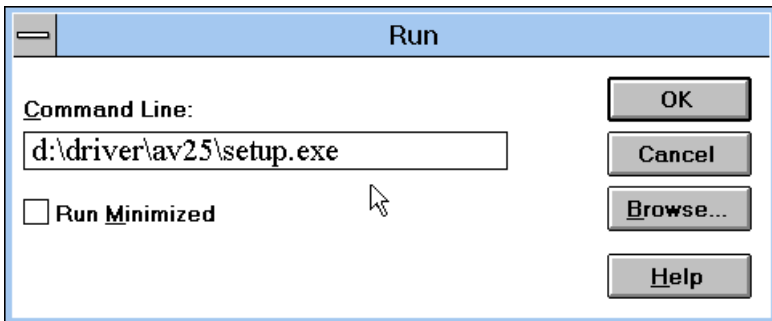 Run
Command Line:
d:\driver\av25\setup.exe
Run Minimized
OK
Cancel
Browse...
Help